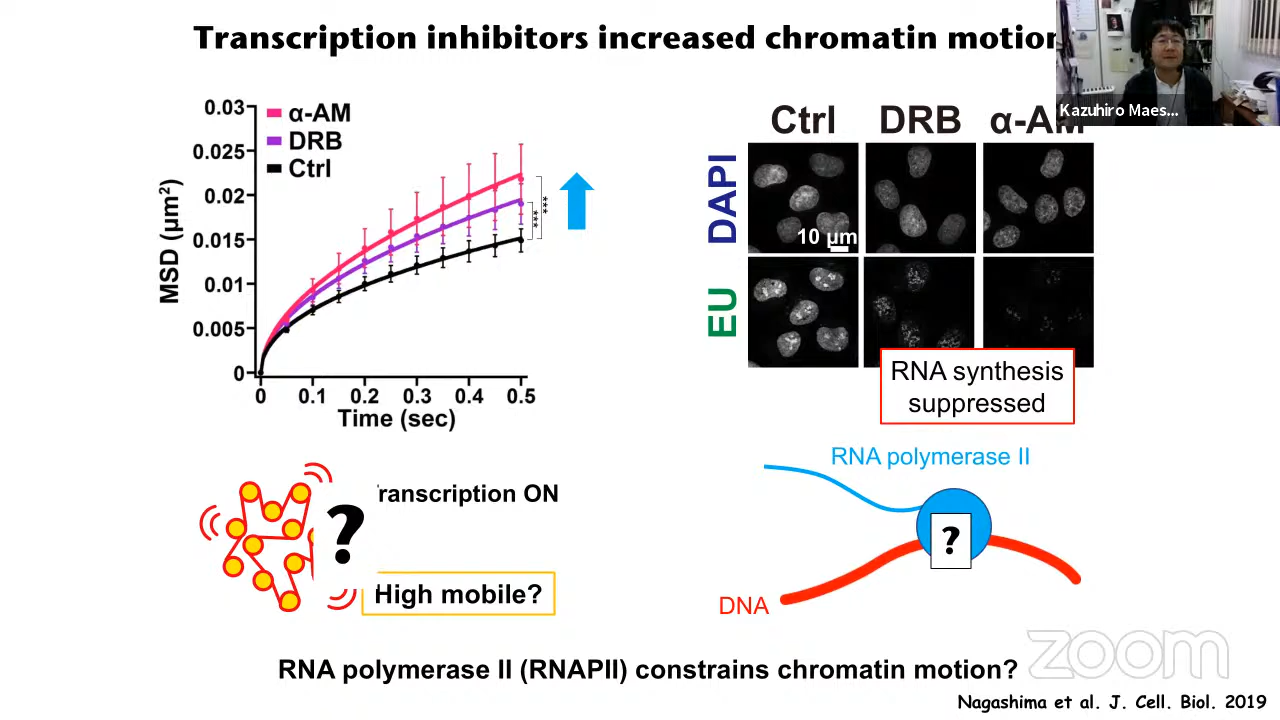 Transcription inhibitors increased chromatin motion
Kazuhiro Maes...
0.03
0.025
0.02
0.015
0.01
0.005
0
MSD (µm²)
α-AM
DRB
Ctrl
***
***
0 0.1 0.2 0.3 0.4 0.5
Time (sec)
Ctrl DRB α-AM
DAPI
10 µm
EU
RNA synthesis
suppressed
ranscription ON
?
High mobile?
RNA polymerase II
?
DNA
RNA polymerase II (RNAPII) constrains chromatin motion?
zoom
Nagashima et al. J. Cell. Biol. 2019